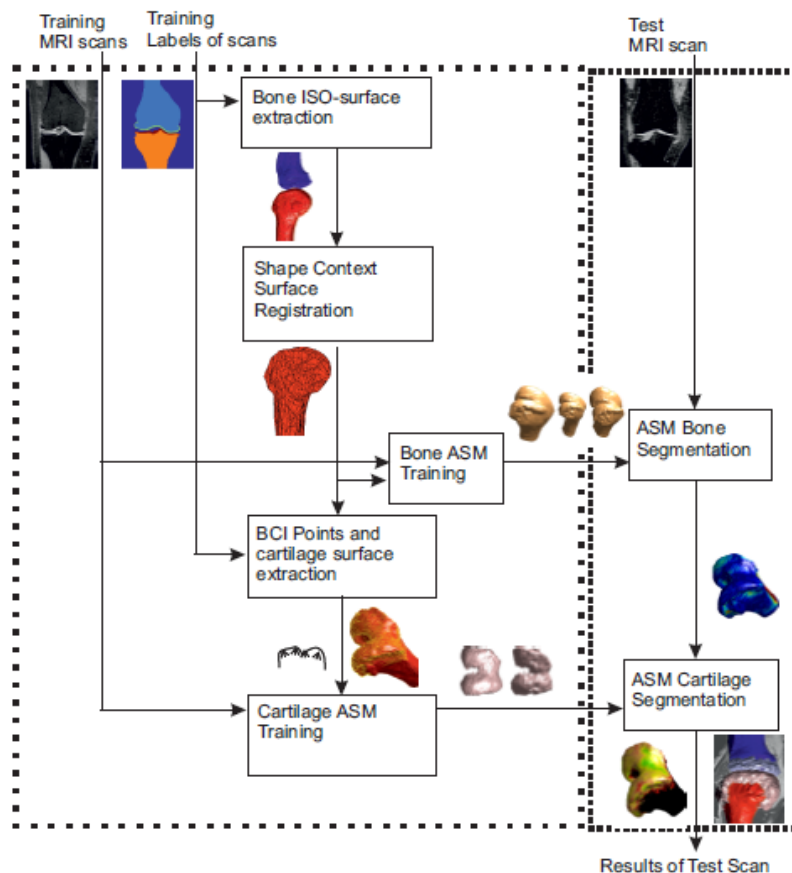 Training
MRI scans
Training
Labels of scans
Test
MRI scan
Bone ISO-surface
extraction
Shape Context
Surface
Registration
Bone ASM
Training
ASM Bone
Segmentation
BCI Points and
cartilage surface
extraction
Cartilage ASM
Training
ASM Cartilage
Segmentation
Results of Test Scan